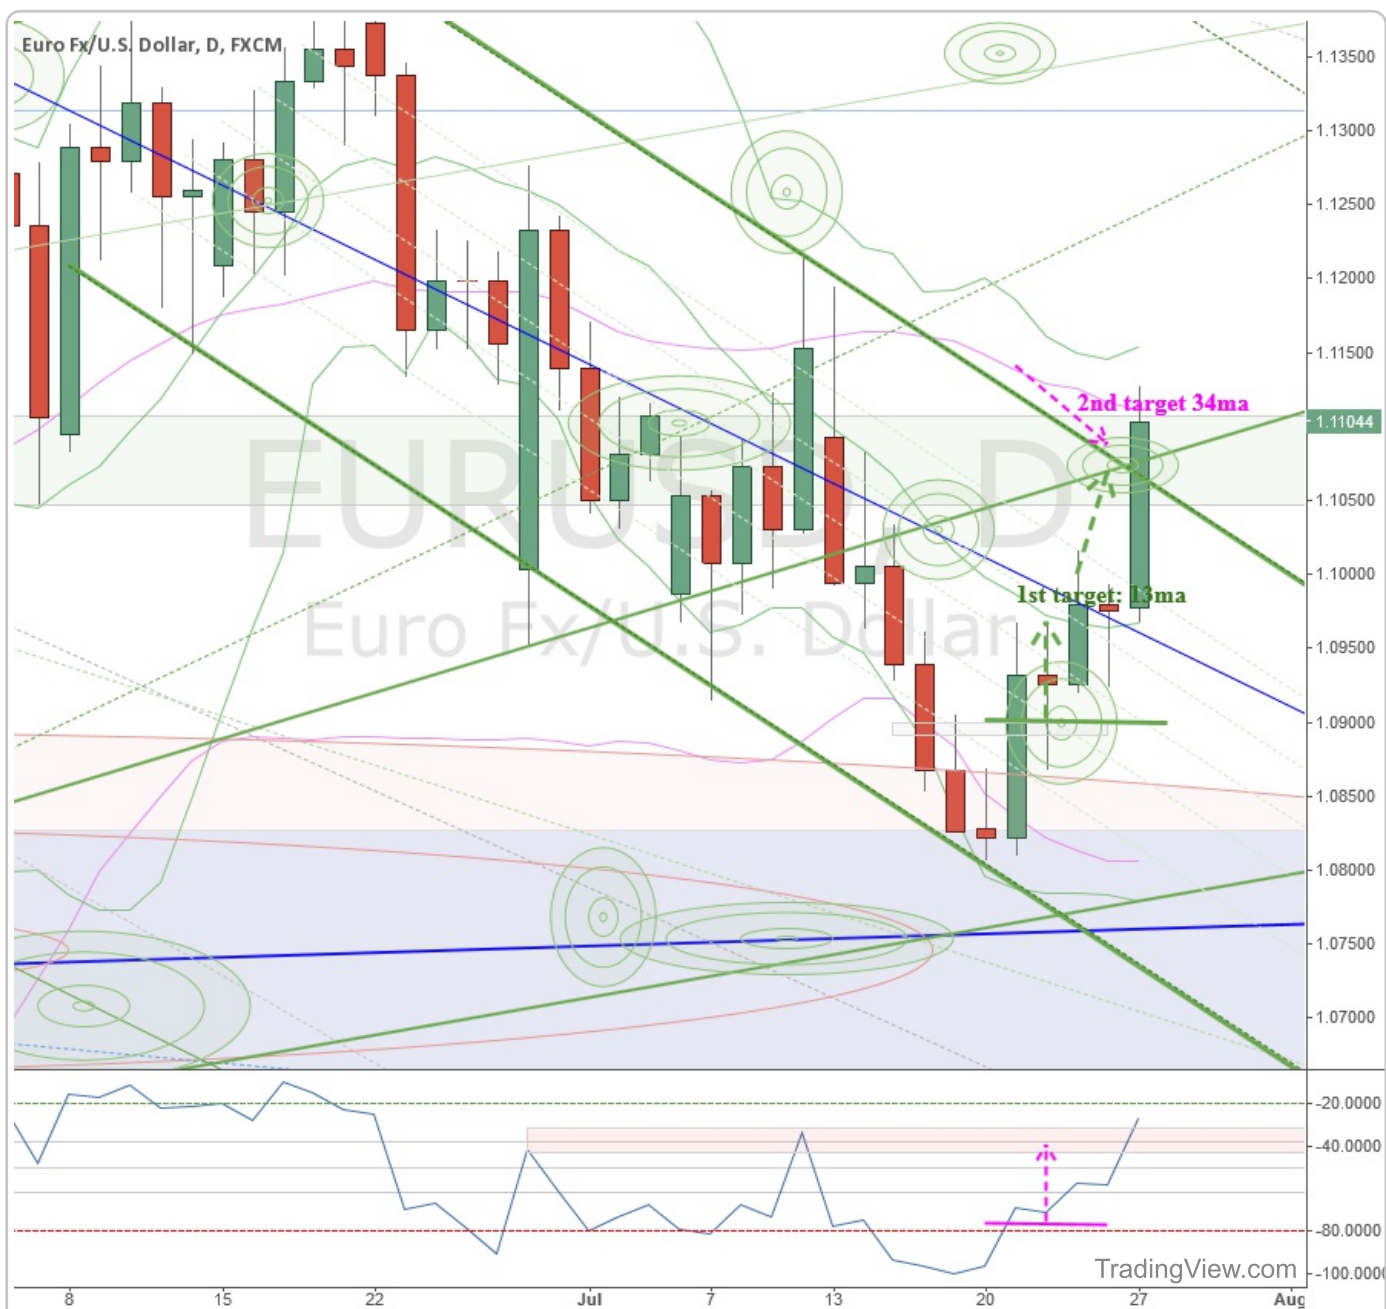 Euro Fx/U.S. Dollar, D, FXCM
1.13500
1.13000
1.12500
1.12000
1.11500
2nd target 34ma
1.11044
EURUSD, D
1.10500
1.10000
1st target: 13ma
Euro Fx/U.S. Dollar
1.09500
1.09000
1.08500
1.08000
1.07500
1.07000
-20.0000
-40.0000
-80.0000
TradingView.com
-100.0000
8 15 22 Jul 7 13 20 27 Aug